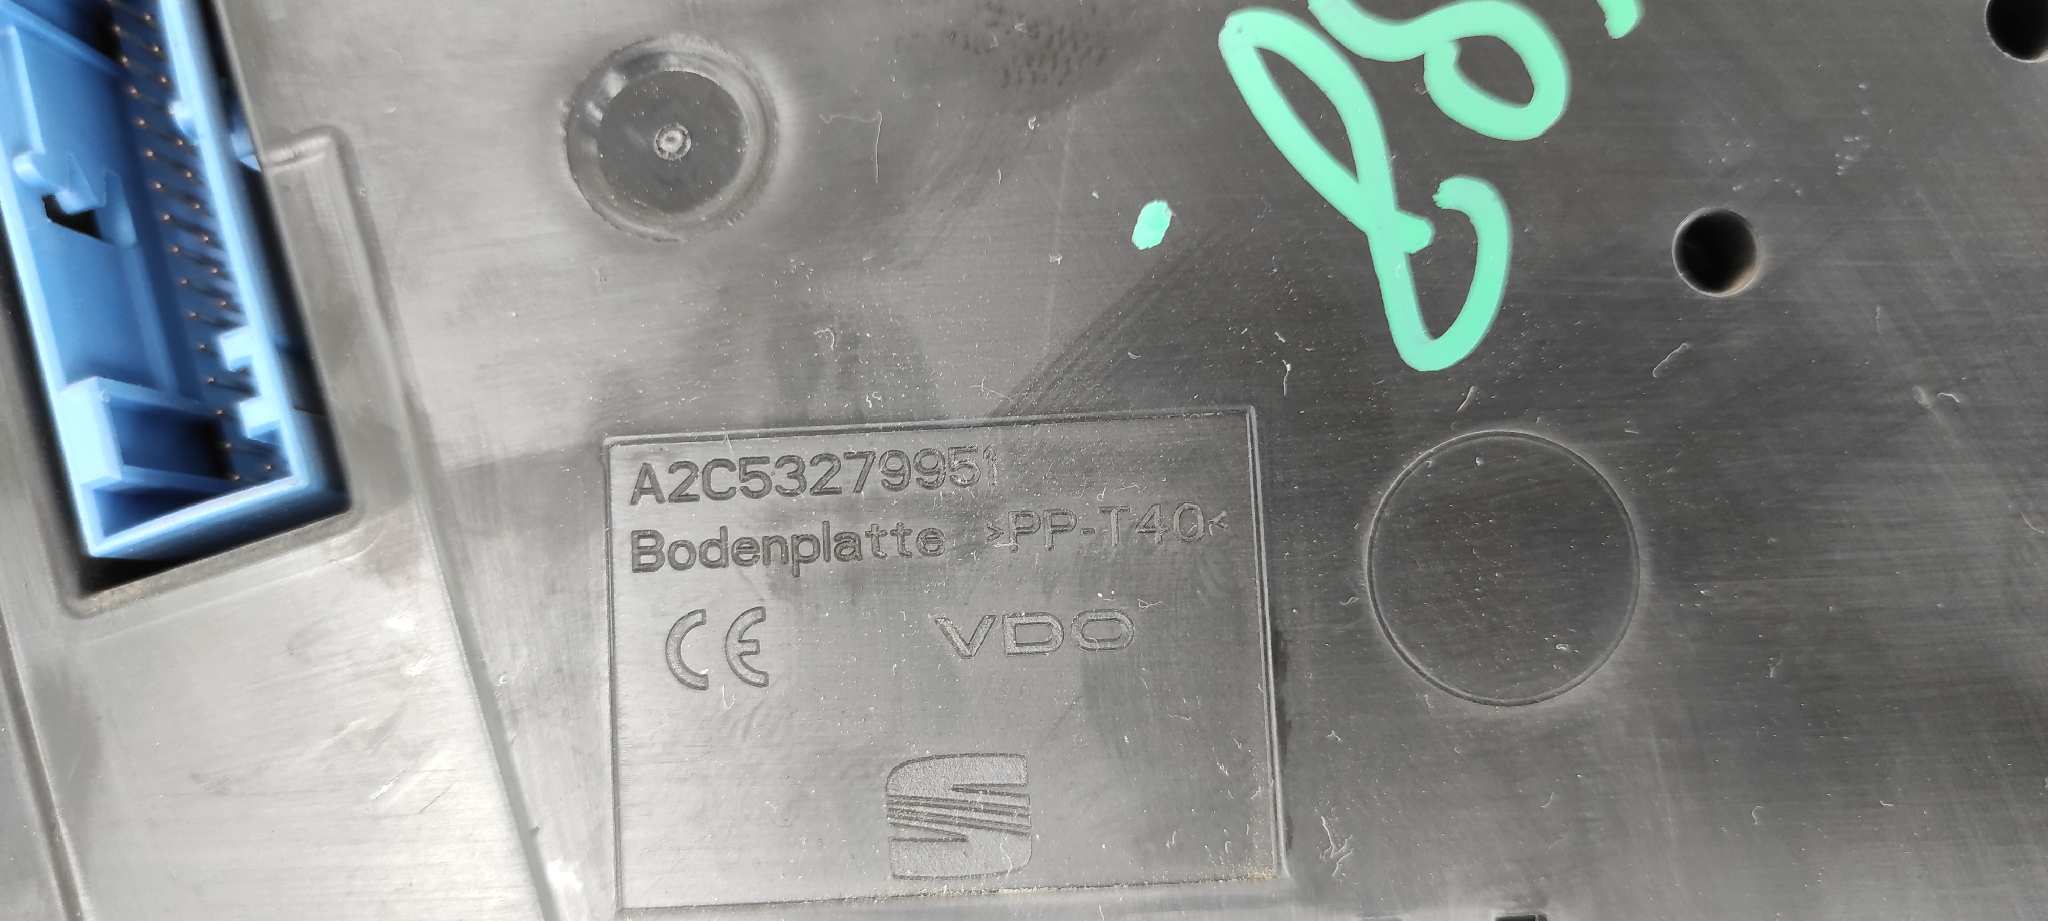 A2C53279951
Bodenplatte >PP-T40<
CE VDO